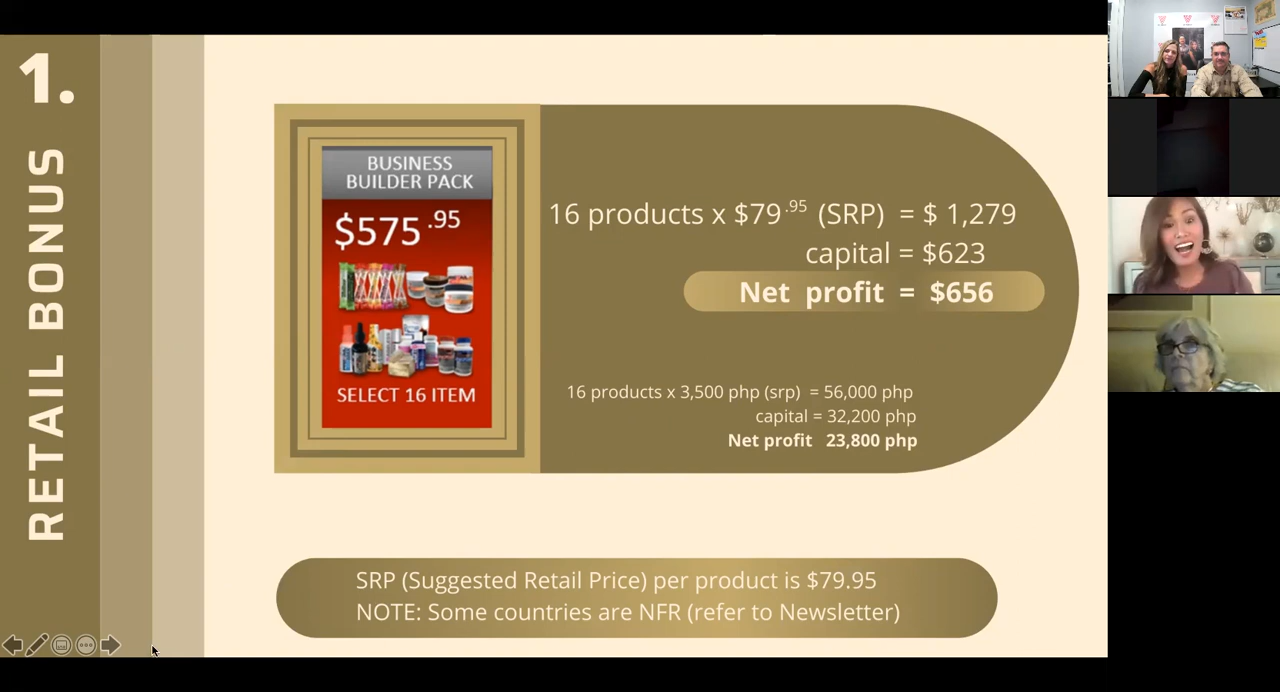 1.
RETAIL BONUS
BUSINESS
BUILDER PACK
$575.95
SELECT 16 ITEM
16 products x $79.95 (SRP) = $ 1,279
capital = $623
Net profit = $656
16 products x 3,500 php (srp) = 56,000 php
capital = 32,200 php
Net profit 23,800 php
SRP (Suggested Retail Price) per product is $79.95
NOTE: Some countries are NFR (refer to Newsletter)